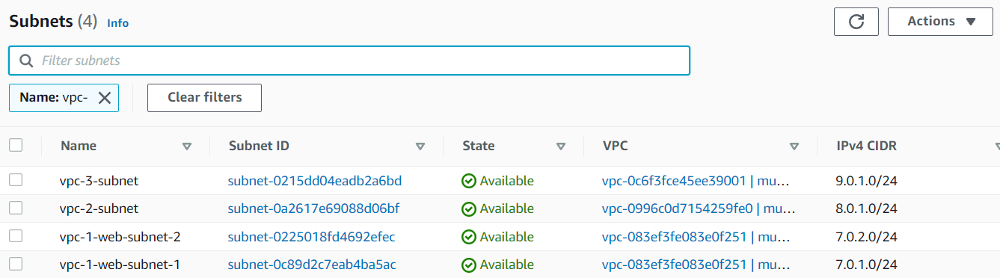 Subnets (4) Info
Actions
Filter subnets
Name: vpc-
Clear filters
Name Subnet ID State VPC IPv4 CIDR
vpc-3-subnet subnet-0215dd04eadb2a6bd Available vpc-0c6f3fce45ee39001 | mu… 9.0.1.0/24
vpc-2-subnet subnet-0a2617e69088d06bf Available vpc-0996c0d7154259fe0 | mu… 8.0.1.0/24
vpc-1-web-subnet-2 subnet-0225018fd4692efec Available vpc-083ef3fe083e0f251 | mu… 7.0.2.0/24
vpc-1-web-subnet-1 subnet-0c89d2c7eab4ba5ac Available vpc-083ef3fe083e0f251 | mu… 7.0.1.0/24